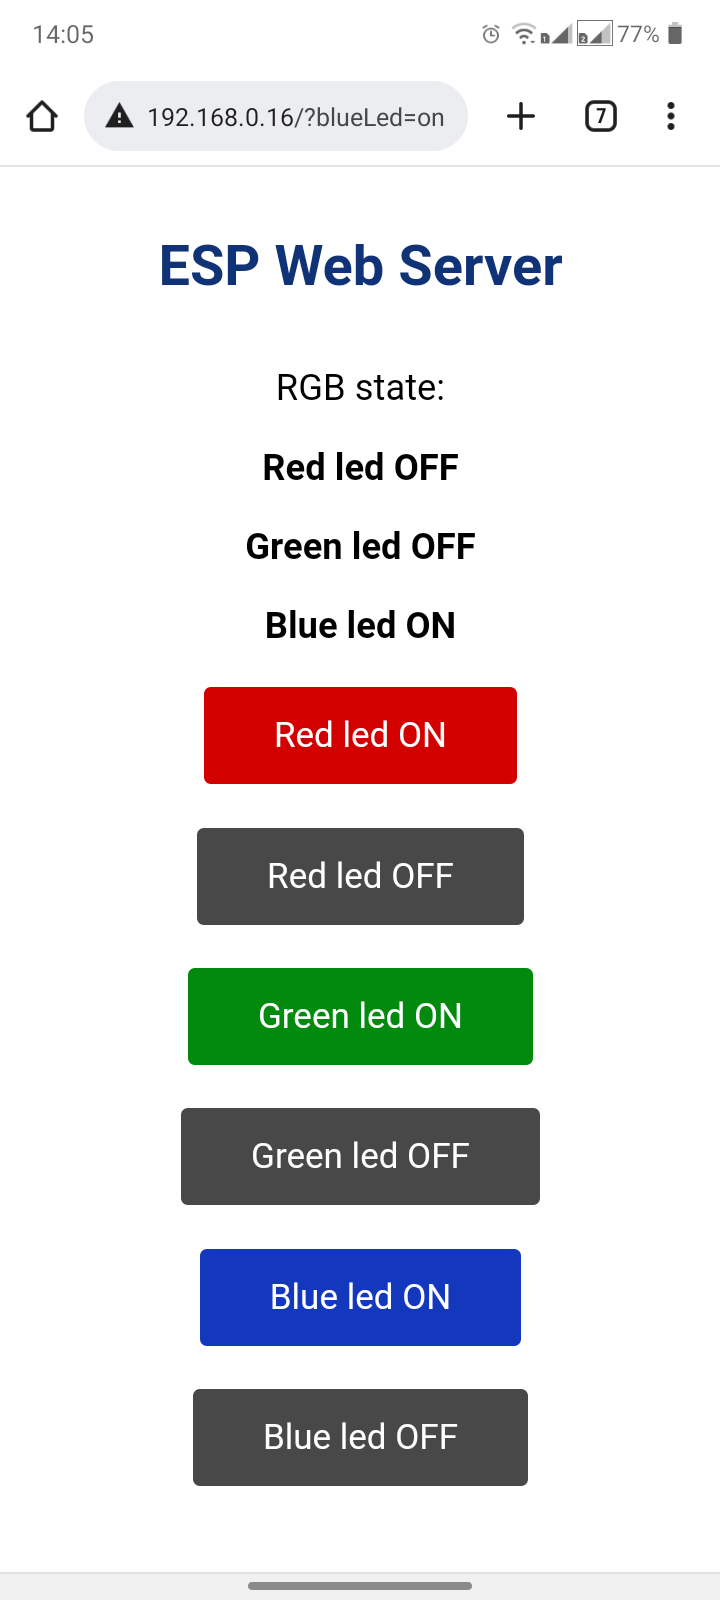 14:05
1
2
77%
192.168.0.16/?blueLed=on
7
ESP Web Server
RGB state:
Red led OFF
Green led OFF
Blue led ON
Red led ON
Red led OFF
Green led ON
Green led OFF
Blue led ON
Blue led OFF